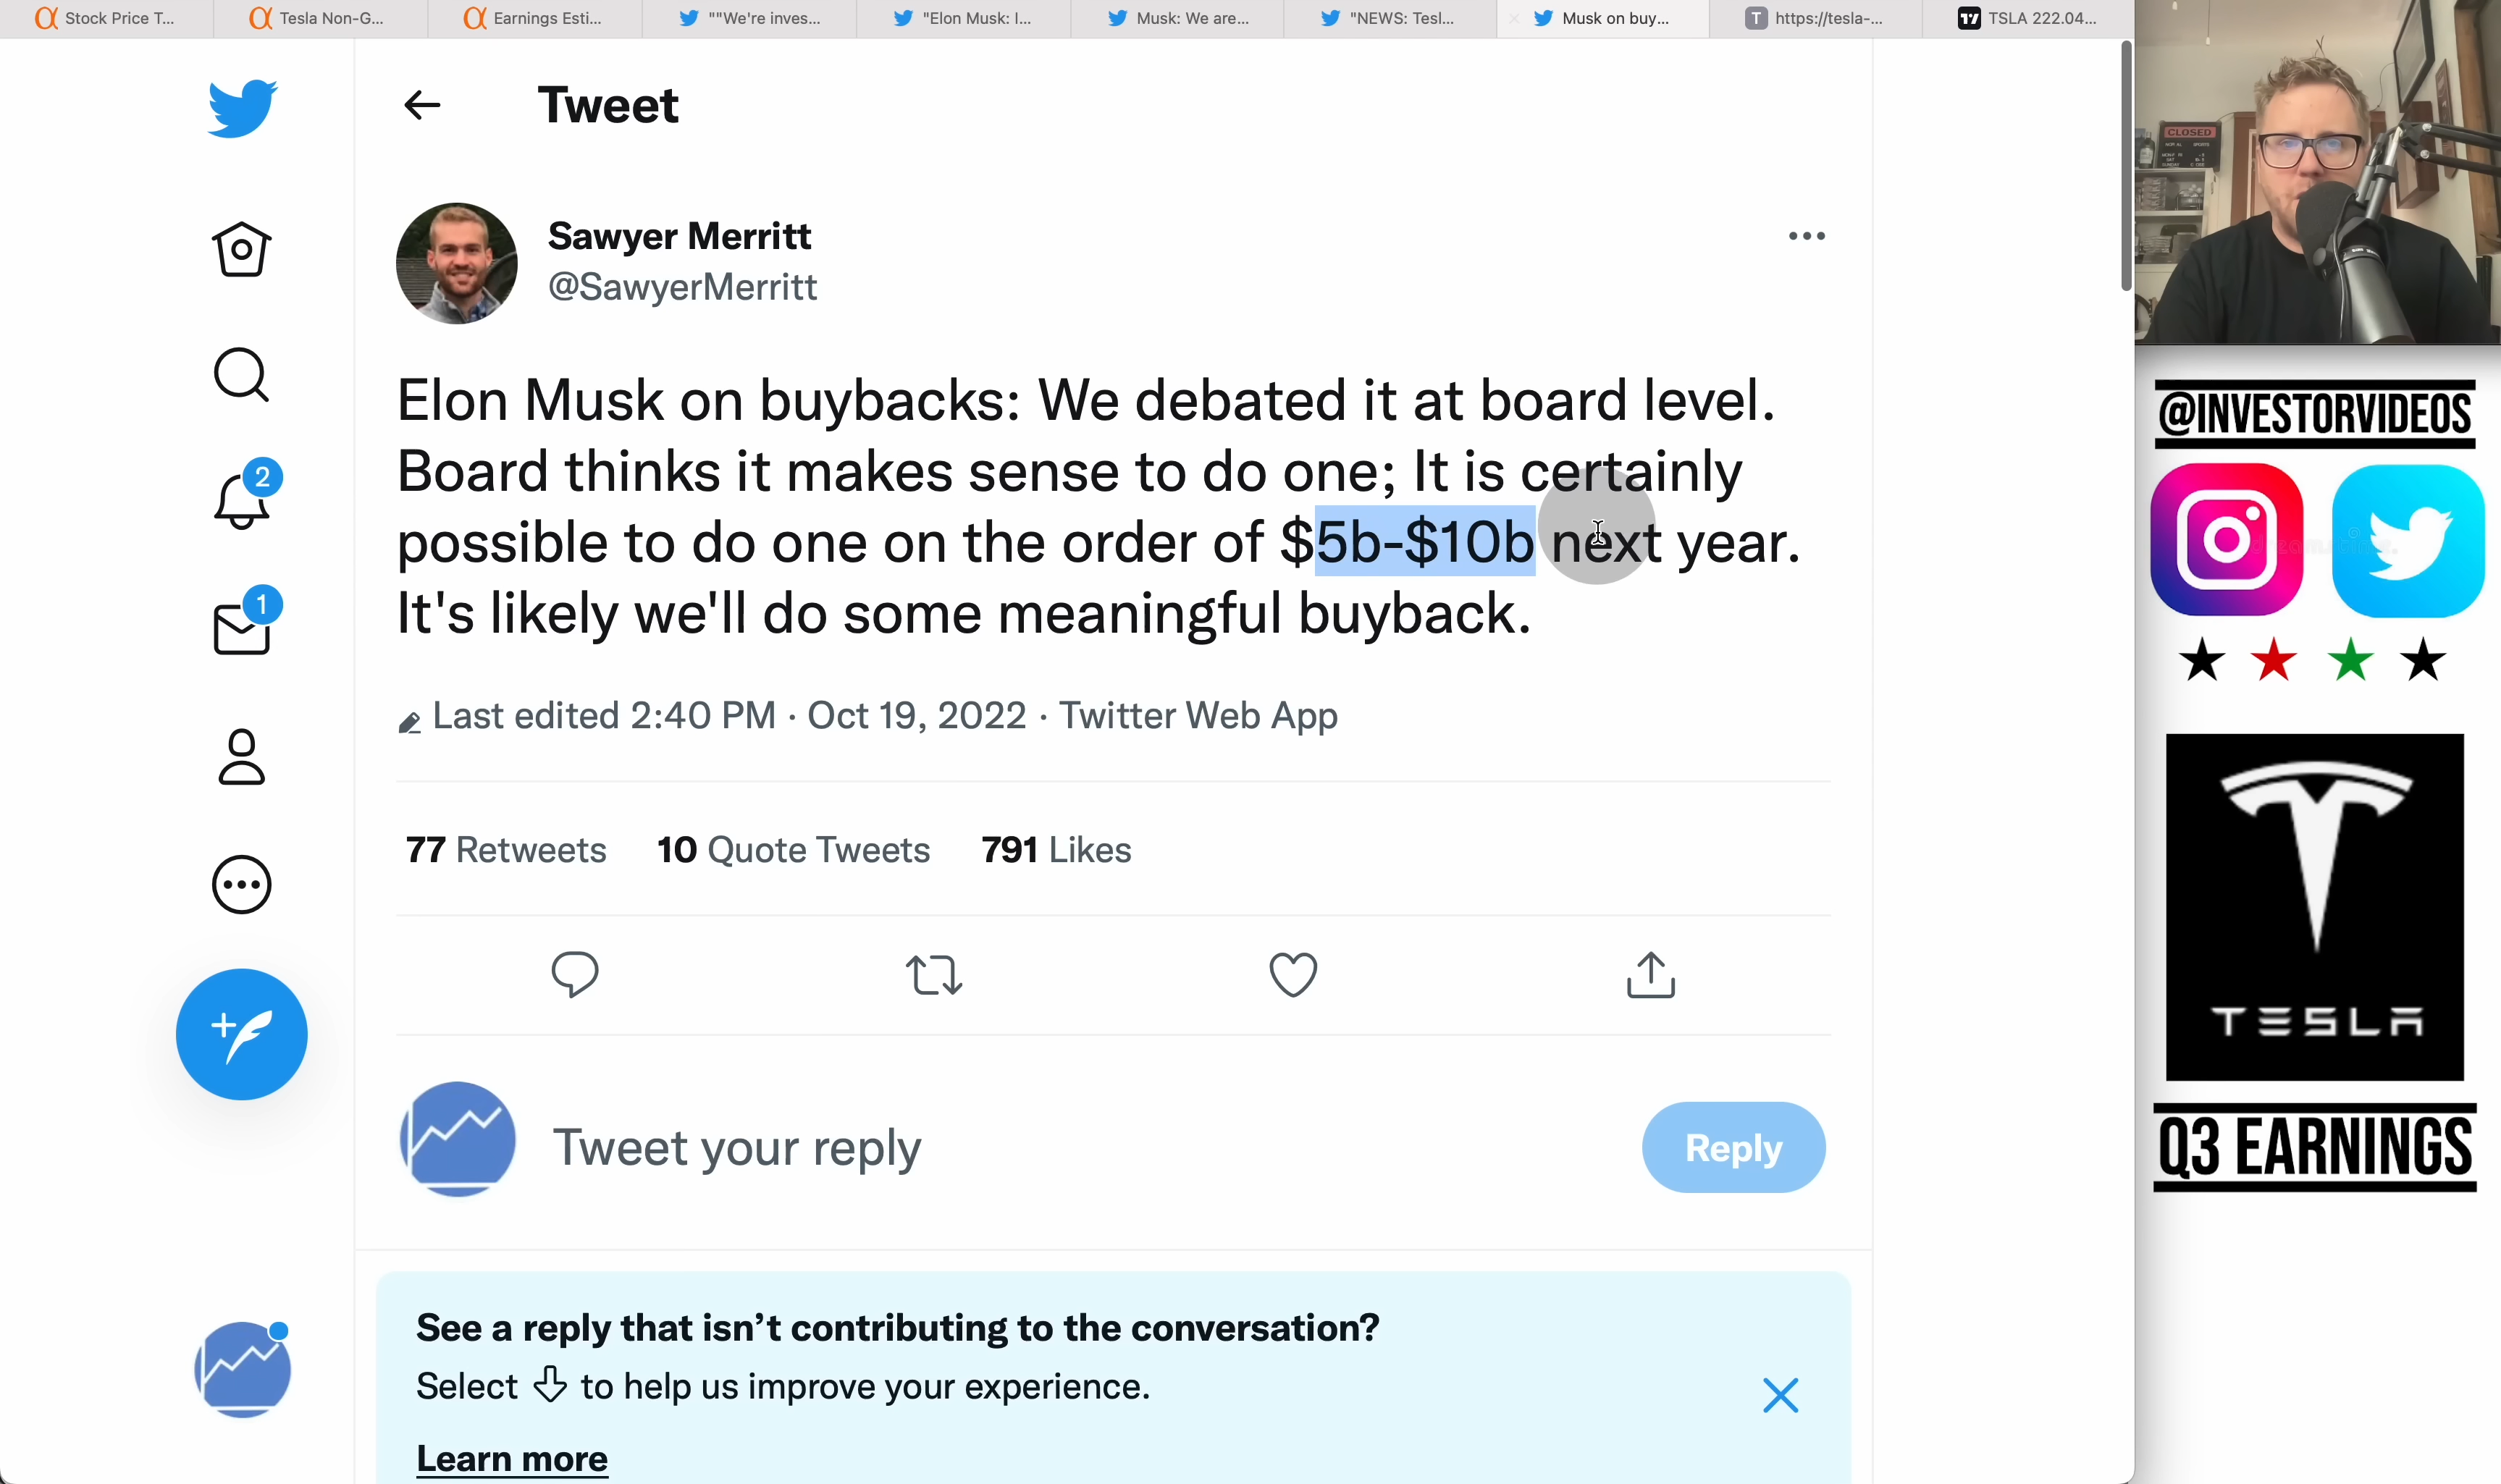 Stock Price T...
Tesla Non-G...
Earnings Esti...
""We're inves...
"Elon Musk: I...
Musk: We are...
"NEWS: Tesl...
Musk on buy...
T https://tesla-...
TSLA 222.04...
Tweet
Sawyer Merritt
@SawyerMerritt
Elon Musk on buybacks: We debated it at board level.
Board thinks it makes sense to do one; It is certainly
possible to do one on the order of $5b-$10b next year.
It's likely we'll do some meaningful buyback.
Last edited 2:40 PM · Oct 19, 2022 · Twitter Web App
77 Retweets 10 Quote Tweets 791 Likes
Tweet your reply
Reply
See a reply that isn’t contributing to the conversation?
Select to help us improve your experience.
Learn more
2
1
CLOSED
@INVESTORVIDEOS
TESLA
Q3 EARNINGS